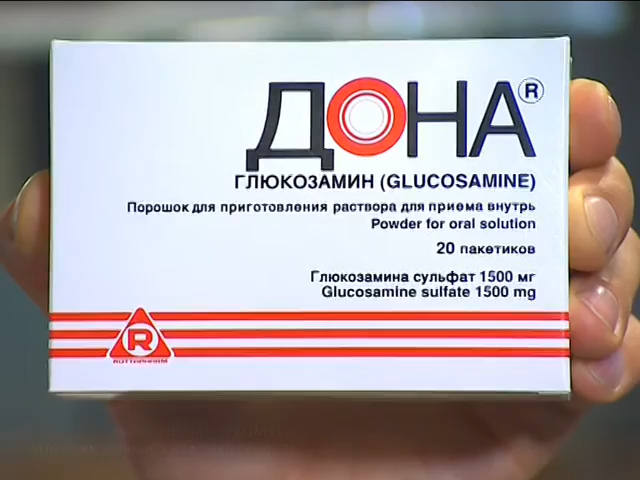 ДОНА®
ГЛЮКОЗАМИН (GLUCOSAMINE)
Порошок для приготовления раствора для приема внутрь
Powder for oral solution
20 пакетиков
Глюкозамина сульфат 1500 мг
Glucosamine sulfate 1500 mg
R
ROTTAPHARM